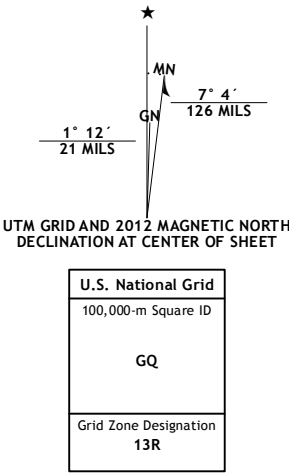 ★
MN
7° 4´
126 MILS
GN
1° 12´
21 MILS
UTM GRID AND 2012 MAGNETIC NORTH
DECLINATION AT CENTER OF SHEET
U.S. National Grid
100,000-m Square ID
GQ
Grid Zone Designation
13R